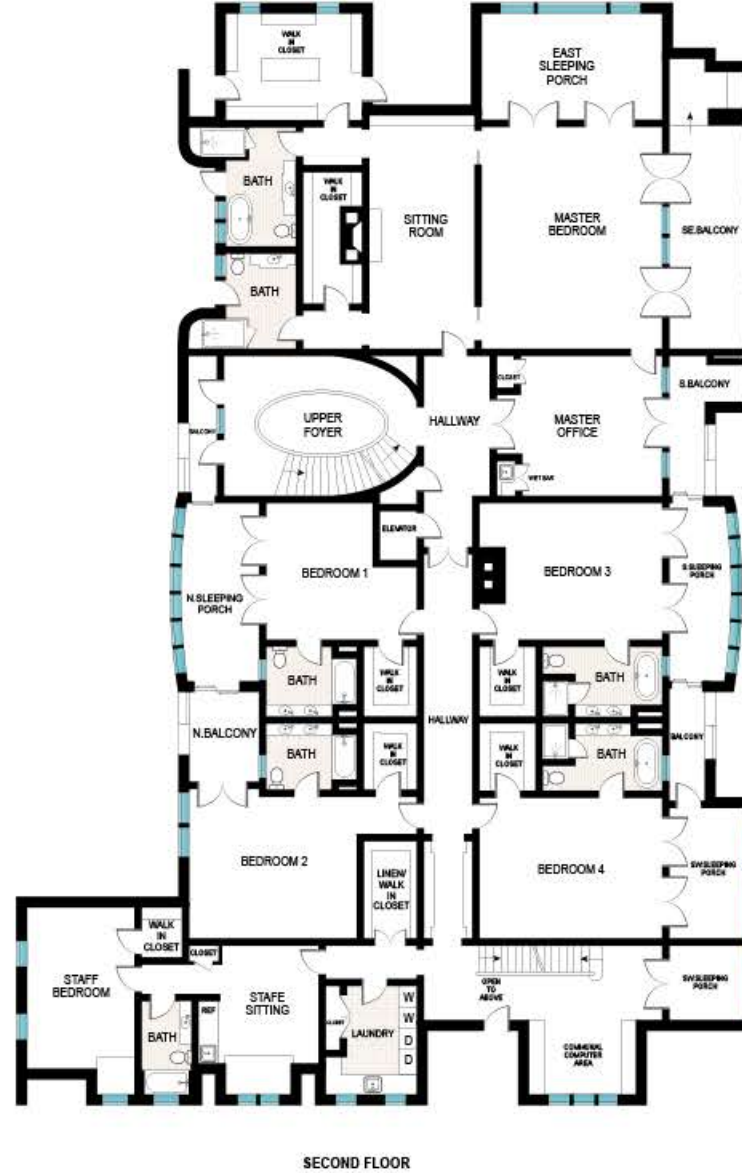 WALK
IN
CLOSET
EAST
SLEEPING
PORCH
BATH
WALK
IN
CLOSET
SITTING
ROOM
MASTER
BEDROOM
SE.BALCONY
BATH
CLOSET
S.BALCONY
UPPER
FOYER
HALLWAY
MASTER
OFFICE
BALCONY
WET BAR
ELEVATOR
BEDROOM 1
BEDROOM 3
N.SLEEPING
PORCH
S.SLEEPING
PORCH
BATH
WALK
IN
CLOSET
WALK
IN
CLOSET
BATH
N.BALCONY
HALLWAY
BALCONY
BATH
WALK
IN
CLOSET
WALK
IN
CLOSET
BATH
BEDROOM 2
LINEN/
WALK
IN
CLOSET
BEDROOM 4
SW.SLEEPING
PORCH
WALK
IN
CLOSET
CLOSET
STAFF
BEDROOM
STAFE
SITTING
OPEN
TO
ABOVE
SW.SLEEPING
PORCH
REF
BATH
CLOSET
LAUNDRY
W
W
D
D
COMMUNAL
COMPUTER
AREA
SECOND FLOOR